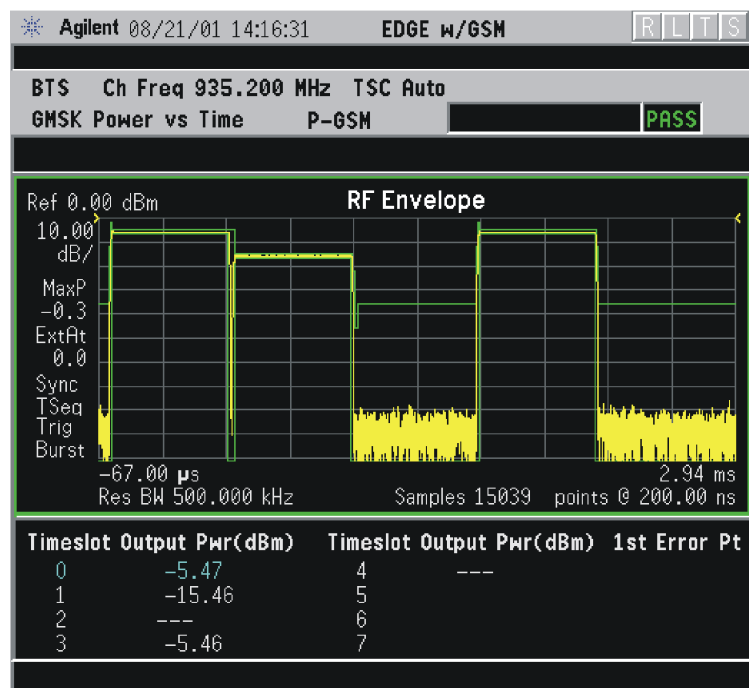 Agilent 08/21/01 14:16:31 EDGE w/GSM R L T S
BTS Ch Freq 935.200 MHz TSC Auto
GMSK Power vs Time P-GSM PASS
Ref 0.00 dBm RF Envelope
10.00
dB/
MaxP
-0.3
ExtAt
0.0
Sync
TSeq
Trig
Burst
-67.00 µs 2.94 ms
Res BW 500.000 kHz Samples 15039 points @ 200.00 ns
Timeslot Output Pwr(dBm) Timeslot Output Pwr(dBm) 1st Error Pt
0 -5.47 4 ---
1 -15.46 5
2 --- 6
3 -5.46 7